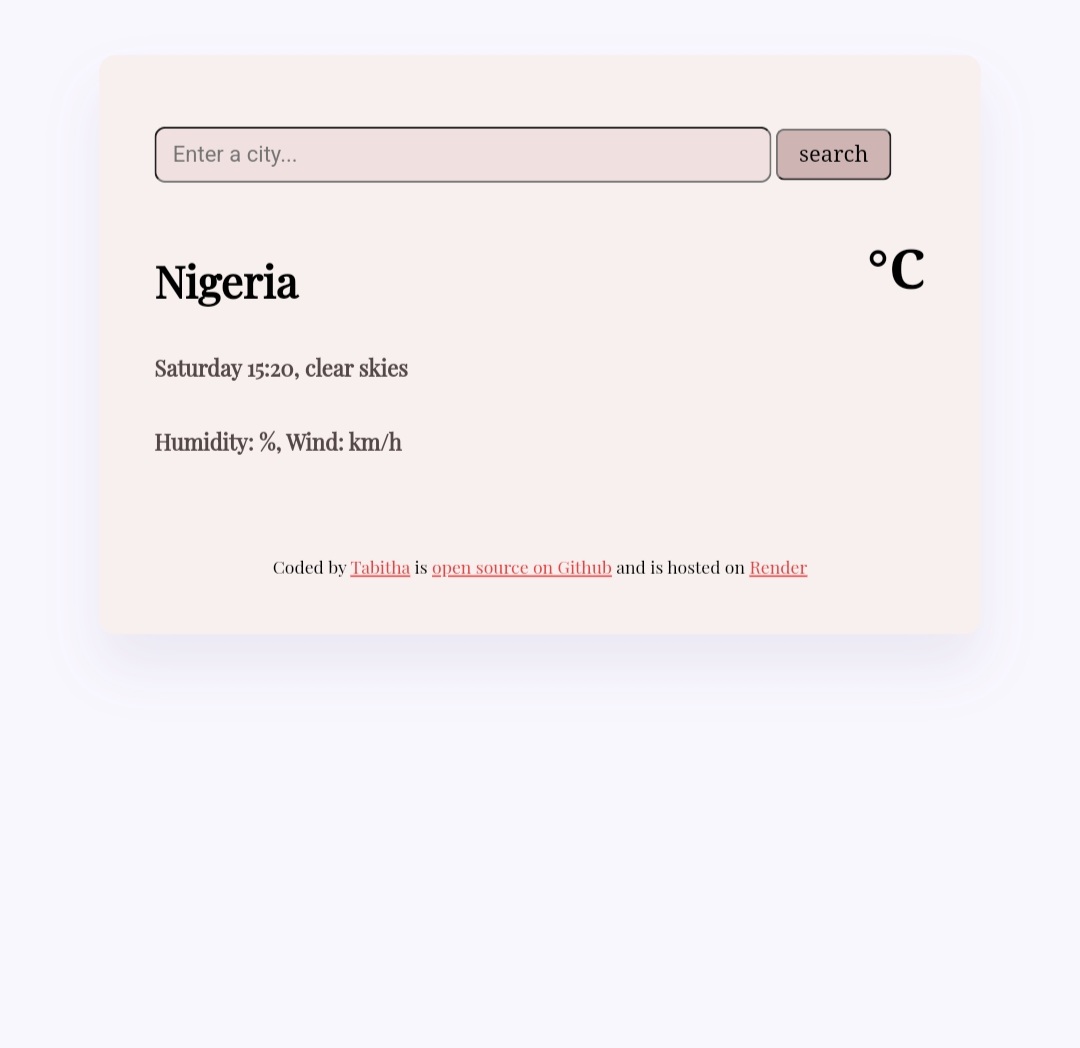 Enter a city...
search
Nigeria
°C
Saturday 15:20, clear skies
Humidity: %, Wind: km/h
Coded by Tabitha is open source on Github and is hosted on Render